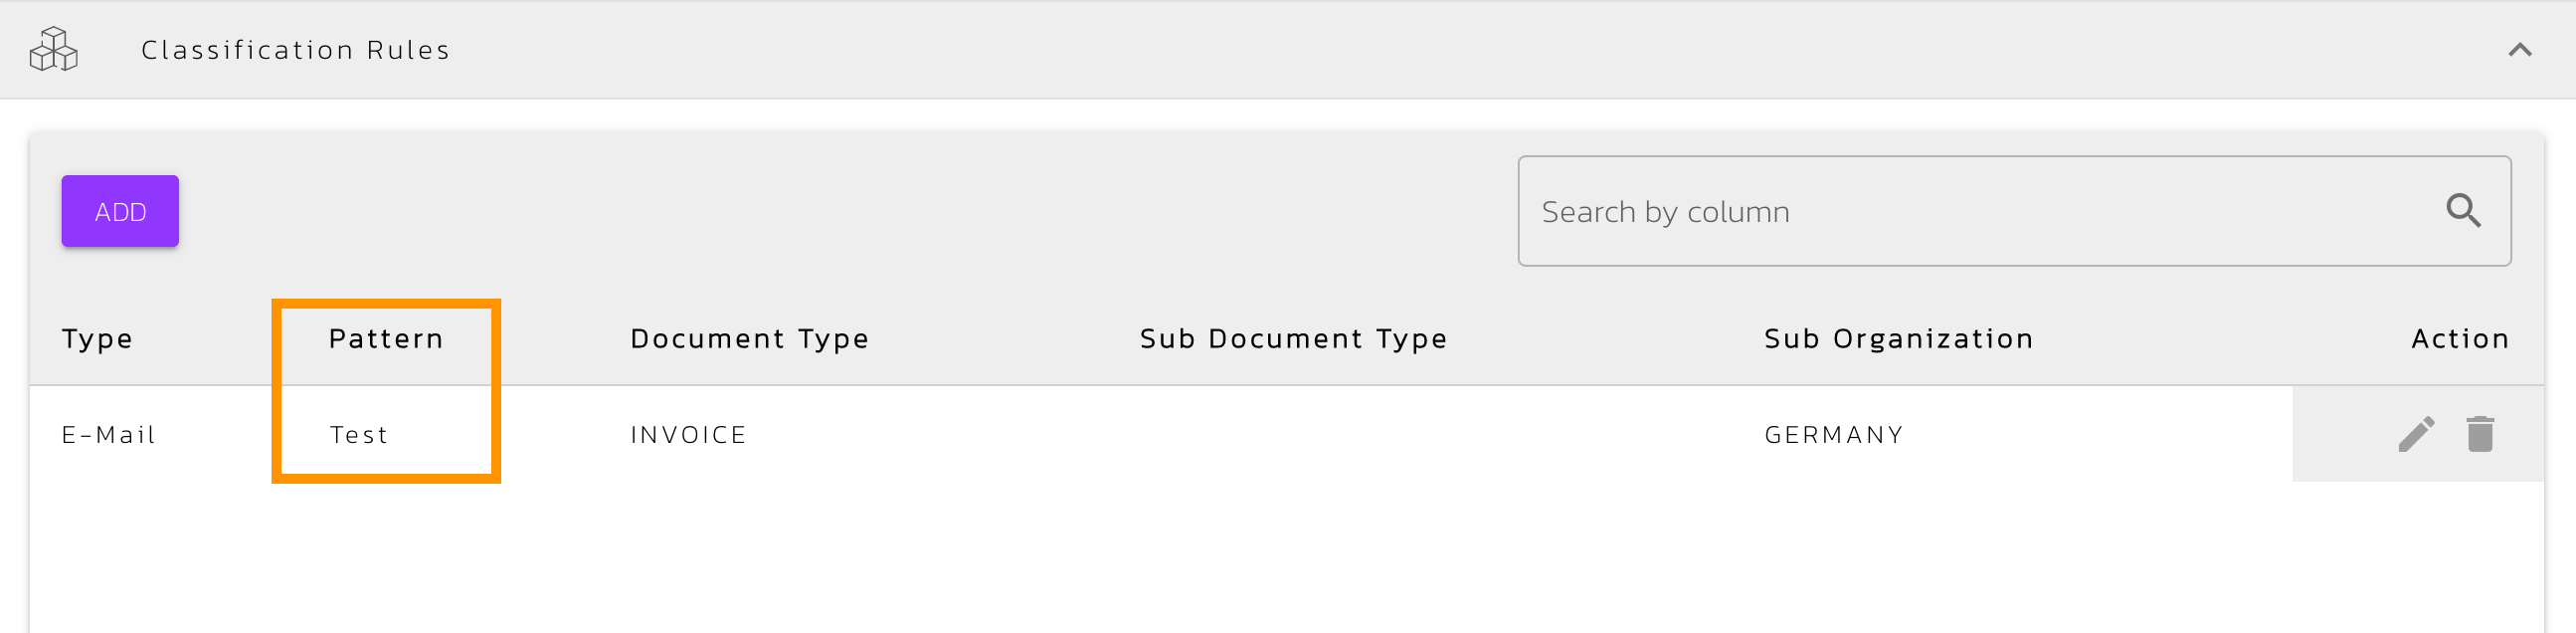 Classification Rules
ADD
Search by column
Type Pattern Document Type Sub Document Type Sub Organization Action
E-Mail Test INVOICE GERMANY